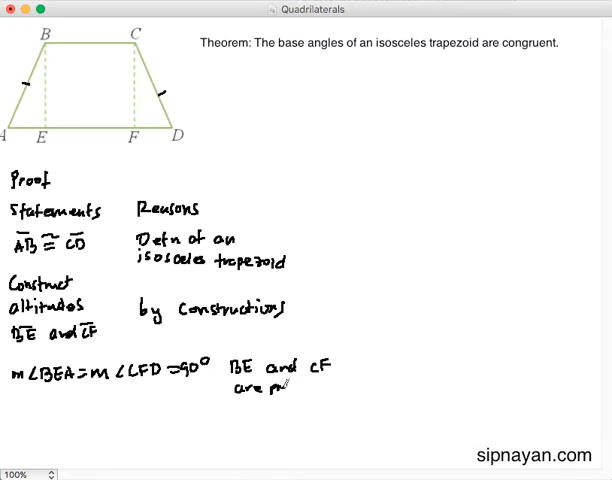 Quadrilaterals
B C
Theorem: The base angles of an isosceles trapezoid are congruent.
A E F D
Proof
Statements Reasons
AB ≅ CD Defn of an
isosceles trapezoid
Construct
altitudes by constructions
BE and CF
m∠BEA = m∠CFD = 90° BE and CF
are
sipnayan.com
100%